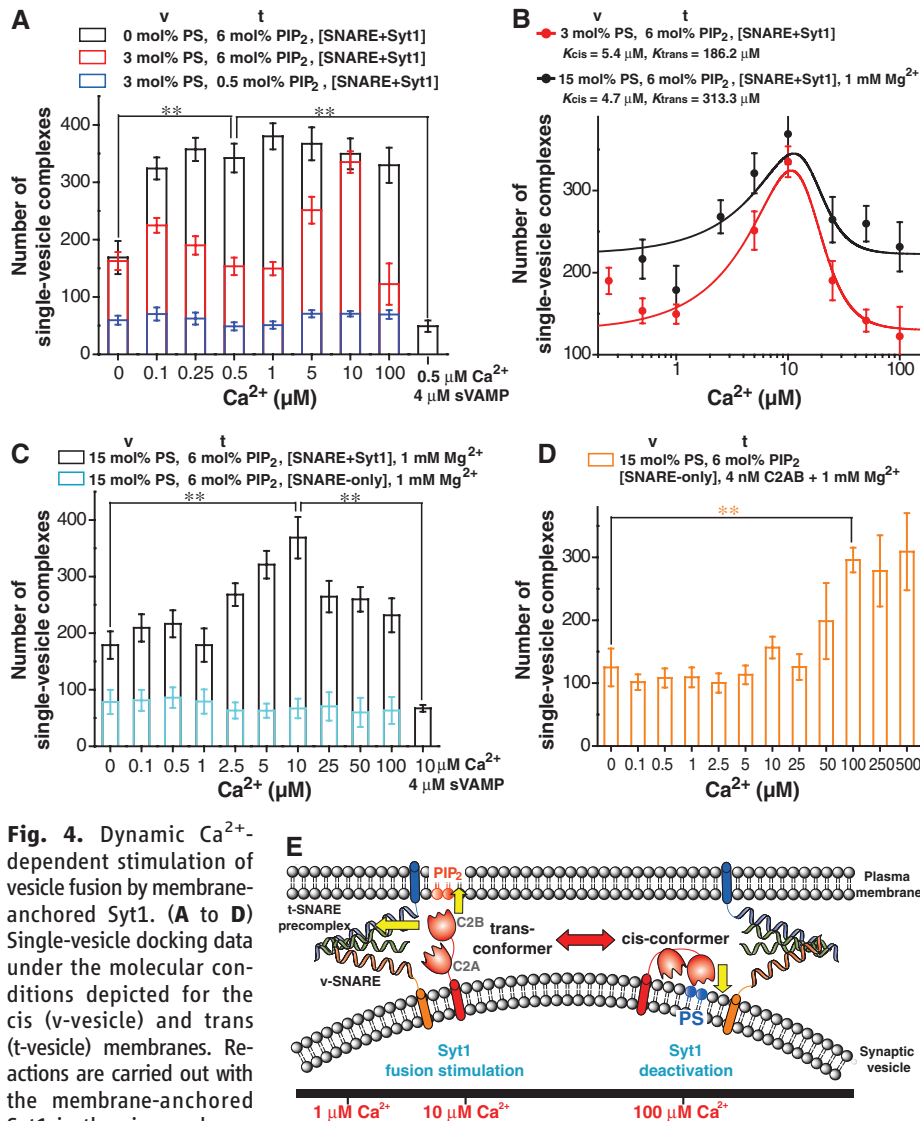 A
v t
0 mol% PS, 6 mol% PIP2, [SNARE+Syt1]
3 mol% PS, 6 mol% PIP2, [SNARE+Syt1]
3 mol% PS, 0.5 mol% PIP2, [SNARE+Syt1]
** **
Number of
single-vesicle complexes
400
300
200
100
0
0 0.1 0.25 0.5 1 5 10 100
0.5 μM Ca2+
4 μM sVAMP
Ca2+ (μM)
B
v t
3 mol% PS, 6 mol% PIP2, [SNARE+Syt1]
Kcis = 5.4 μM, Ktrans = 186.2 μM
15 mol% PS, 6 mol% PIP2, [SNARE+Syt1], 1 mM Mg2+
Kcis = 4.7 μM, Ktrans = 313.3 μM
Number of
single-vesicle complexes
300
200
100
1 10 100
Ca2+ (μM)
C
v t
15 mol% PS, 6 mol% PIP2, [SNARE+Syt1], 1 mM Mg2+
15 mol% PS, 6 mol% PIP2, [SNARE-only], 1 mM Mg2+
** **
Number of
single-vesicle complexes
400
300
200
100
0
0 0.1 0.5 1 2.5 5 10 25 50 100 10 μM Ca2+
4 μM sVAMP
Ca2+ (μM)
D
v t
15 mol% PS, 6 mol% PIP2
[SNARE-only], 4 nM C2AB + 1 mM Mg2+
**
Number of
single-vesicle complexes
400
300
200
100
0
0 0.1 0.5 1 2.5 5 10 25 50 100 250 500
Ca2+ (μM)
Fig. 4. Dynamic Ca2+-
dependent stimulation of
vesicle fusion by membrane-
anchored Syt1. (A to D)
Single-vesicle docking data
under the molecular con-
ditions depicted for the
cis (v-vesicle) and trans
(t-vesicle) membranes. Re-
actions are carried out with
the membrane-anchored
E
PIP2
Plasma
membrane
t-SNARE
precomplex
C2B
trans-
conformer
cis-conformer
v-SNARE
C2A
PS
Syt1
fusion stimulation
Syt1
deactivation
Synaptic
vesicle
1 μM Ca2+ 10 μM Ca2+ 100 μM Ca2+